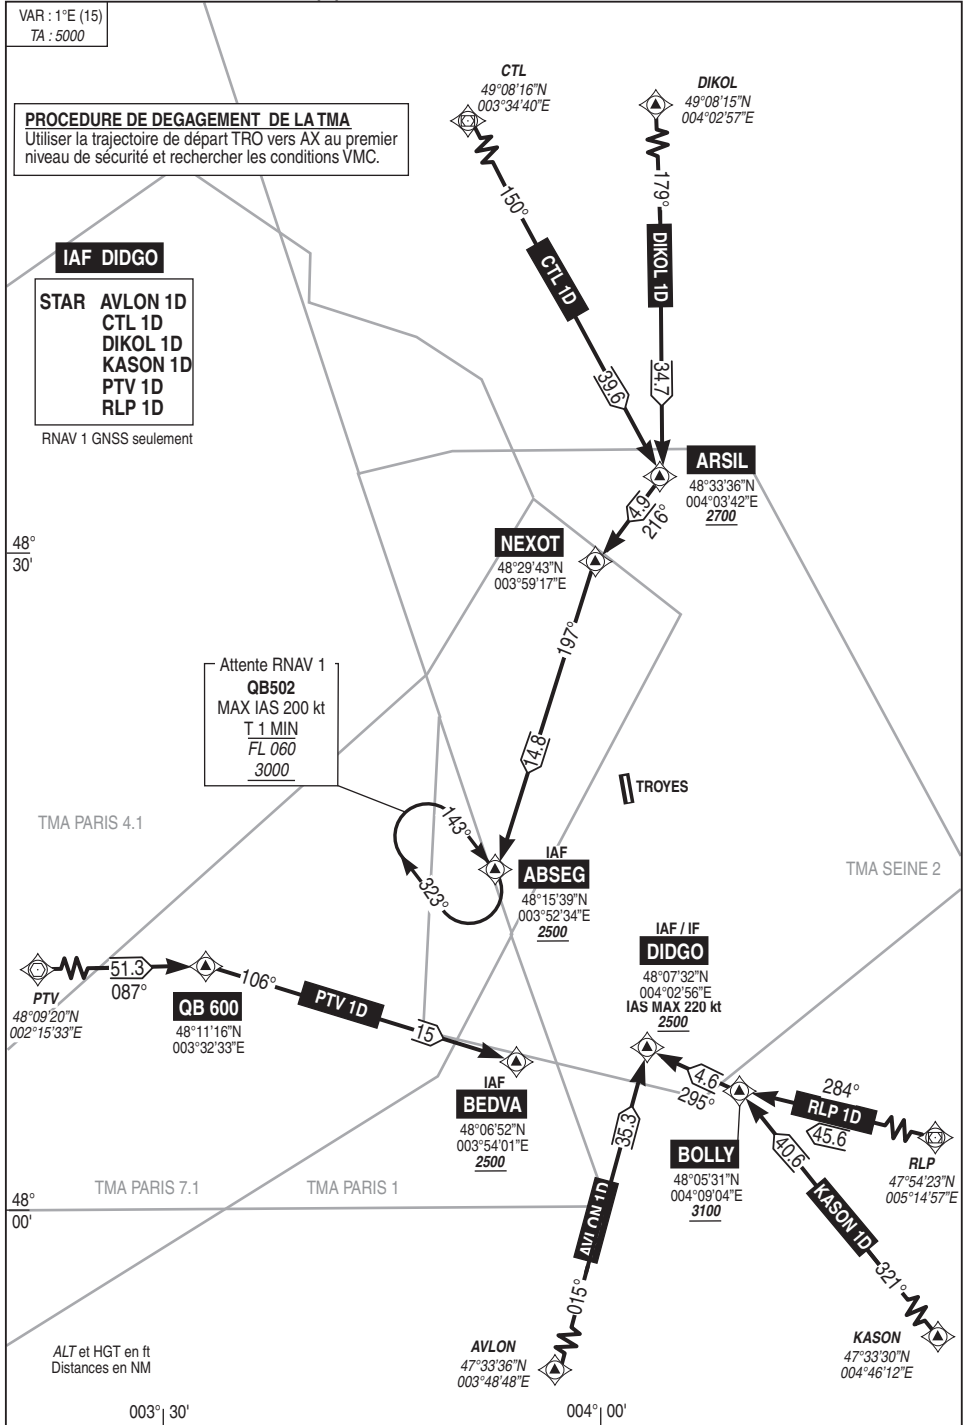 VAR : 1°E (15)
TA : 5000
CTL
49°08'16"N
003°34'40"E
DIKOL
49°08'15"N
004°02'57"E
PROCEDURE DE DEGAGEMENT DE LA TMA
Utiliser la trajectoire de départ TRO vers AX au premier
niveau de sécurité et rechercher les conditions VMC.
150°
179°
IAF DIDGO
CTL 1D
DIKOL 1D
STAR AVLON 1D
CTL 1D
DIKOL 1D
KASON 1D
PTV 1D
RLP 1D
RNAV 1 GNSS seulement
39.6
34.7
ARSIL
48°33'36"N
004°03'42"E
2700
4.9
216°
NEXOT
48°29'43"N
003°59'17"E
48°
30'
197°
Attente RNAV 1
QB502
MAX IAS 200 kt
T 1 MIN
FL 060
3000
14.8
TROYES
TMA PARIS 4.1
143°
323°
IAF
ABSEG
48°15'39"N
003°52'34"E
2500
TMA SEINE 2
IAF / IF
DIDGO
48°07'32"N
004°02'56"E
IAS MAX 220 kt
2500
51.3
087°
PTV
48°09'20"N
002°15'33"E
QB 600
48°11'16"N
003°32'33"E
106°
PTV 1D
15
IAF
BEDVA
48°06'52"N
003°54'01"E
2500
4.6
295°
284°
RLP 1D
45.6
RLP
47°54'23"N
005°14'57"E
BOLLY
48°05'31"N
004°09'04"E
3100
35.3
40.6
TMA PARIS 7.1
TMA PARIS 1
48°
00'
AVLON 1D
KASON 1D
321°
015°
AVLON
47°33'36"N
003°48'48"E
KASON
47°33'30"N
004°46'12"E
ALT et HGT en ft
Distances en NM
003° 30'
004° 00'